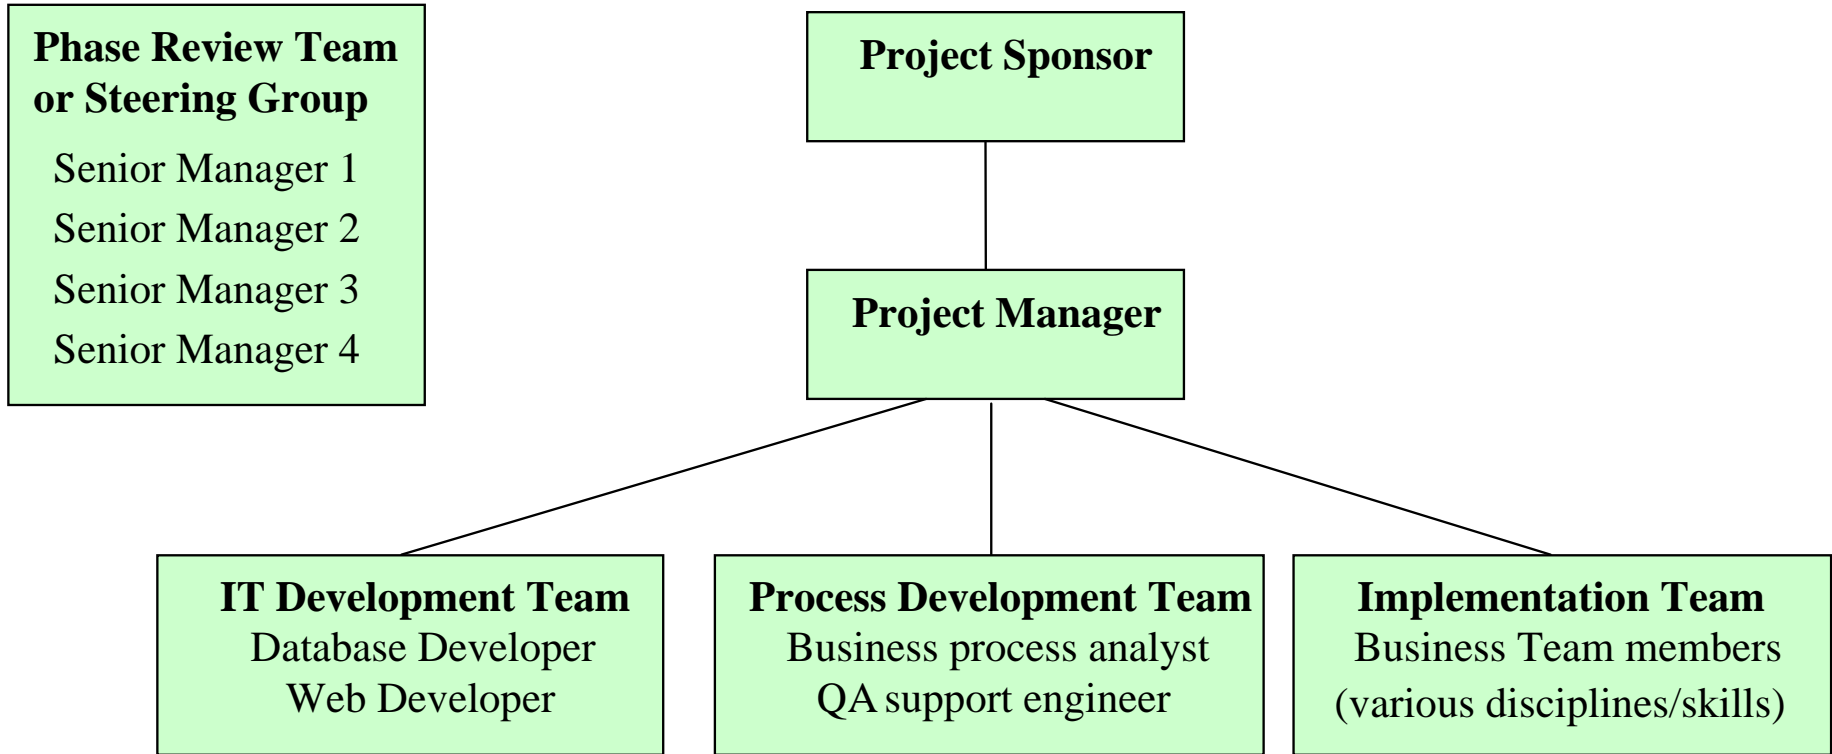 Phase Review Team
or Steering Group
Senior Manager 1
Senior Manager 2
Senior Manager 3
Senior Manager 4
Project Sponsor
Project Manager
IT Development Team
Database Developer
Web Developer
Process Development Team
Business process analyst
QA support engineer
Implementation Team
Business Team members
(various disciplines/skills)